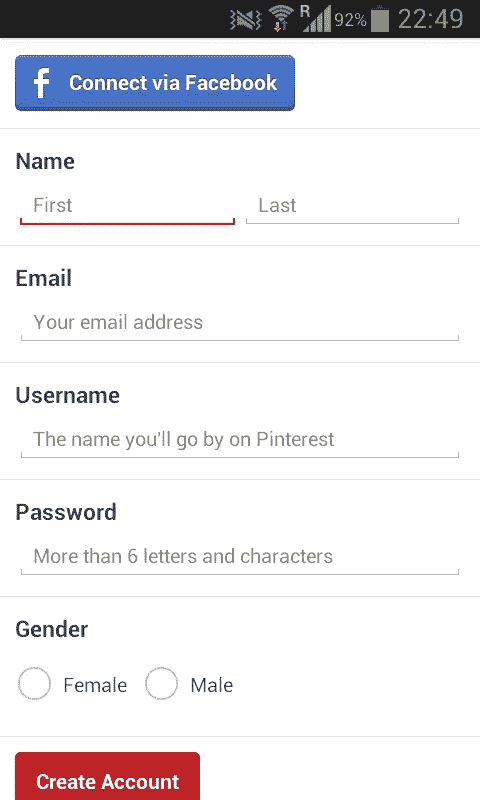 R 92% 22:49
f Connect via Facebook
Name
First Last
Email
Your email address
Username
The name you'll go by on Pinterest
Password
More than 6 letters and characters
Gender
Female Male
Create Account